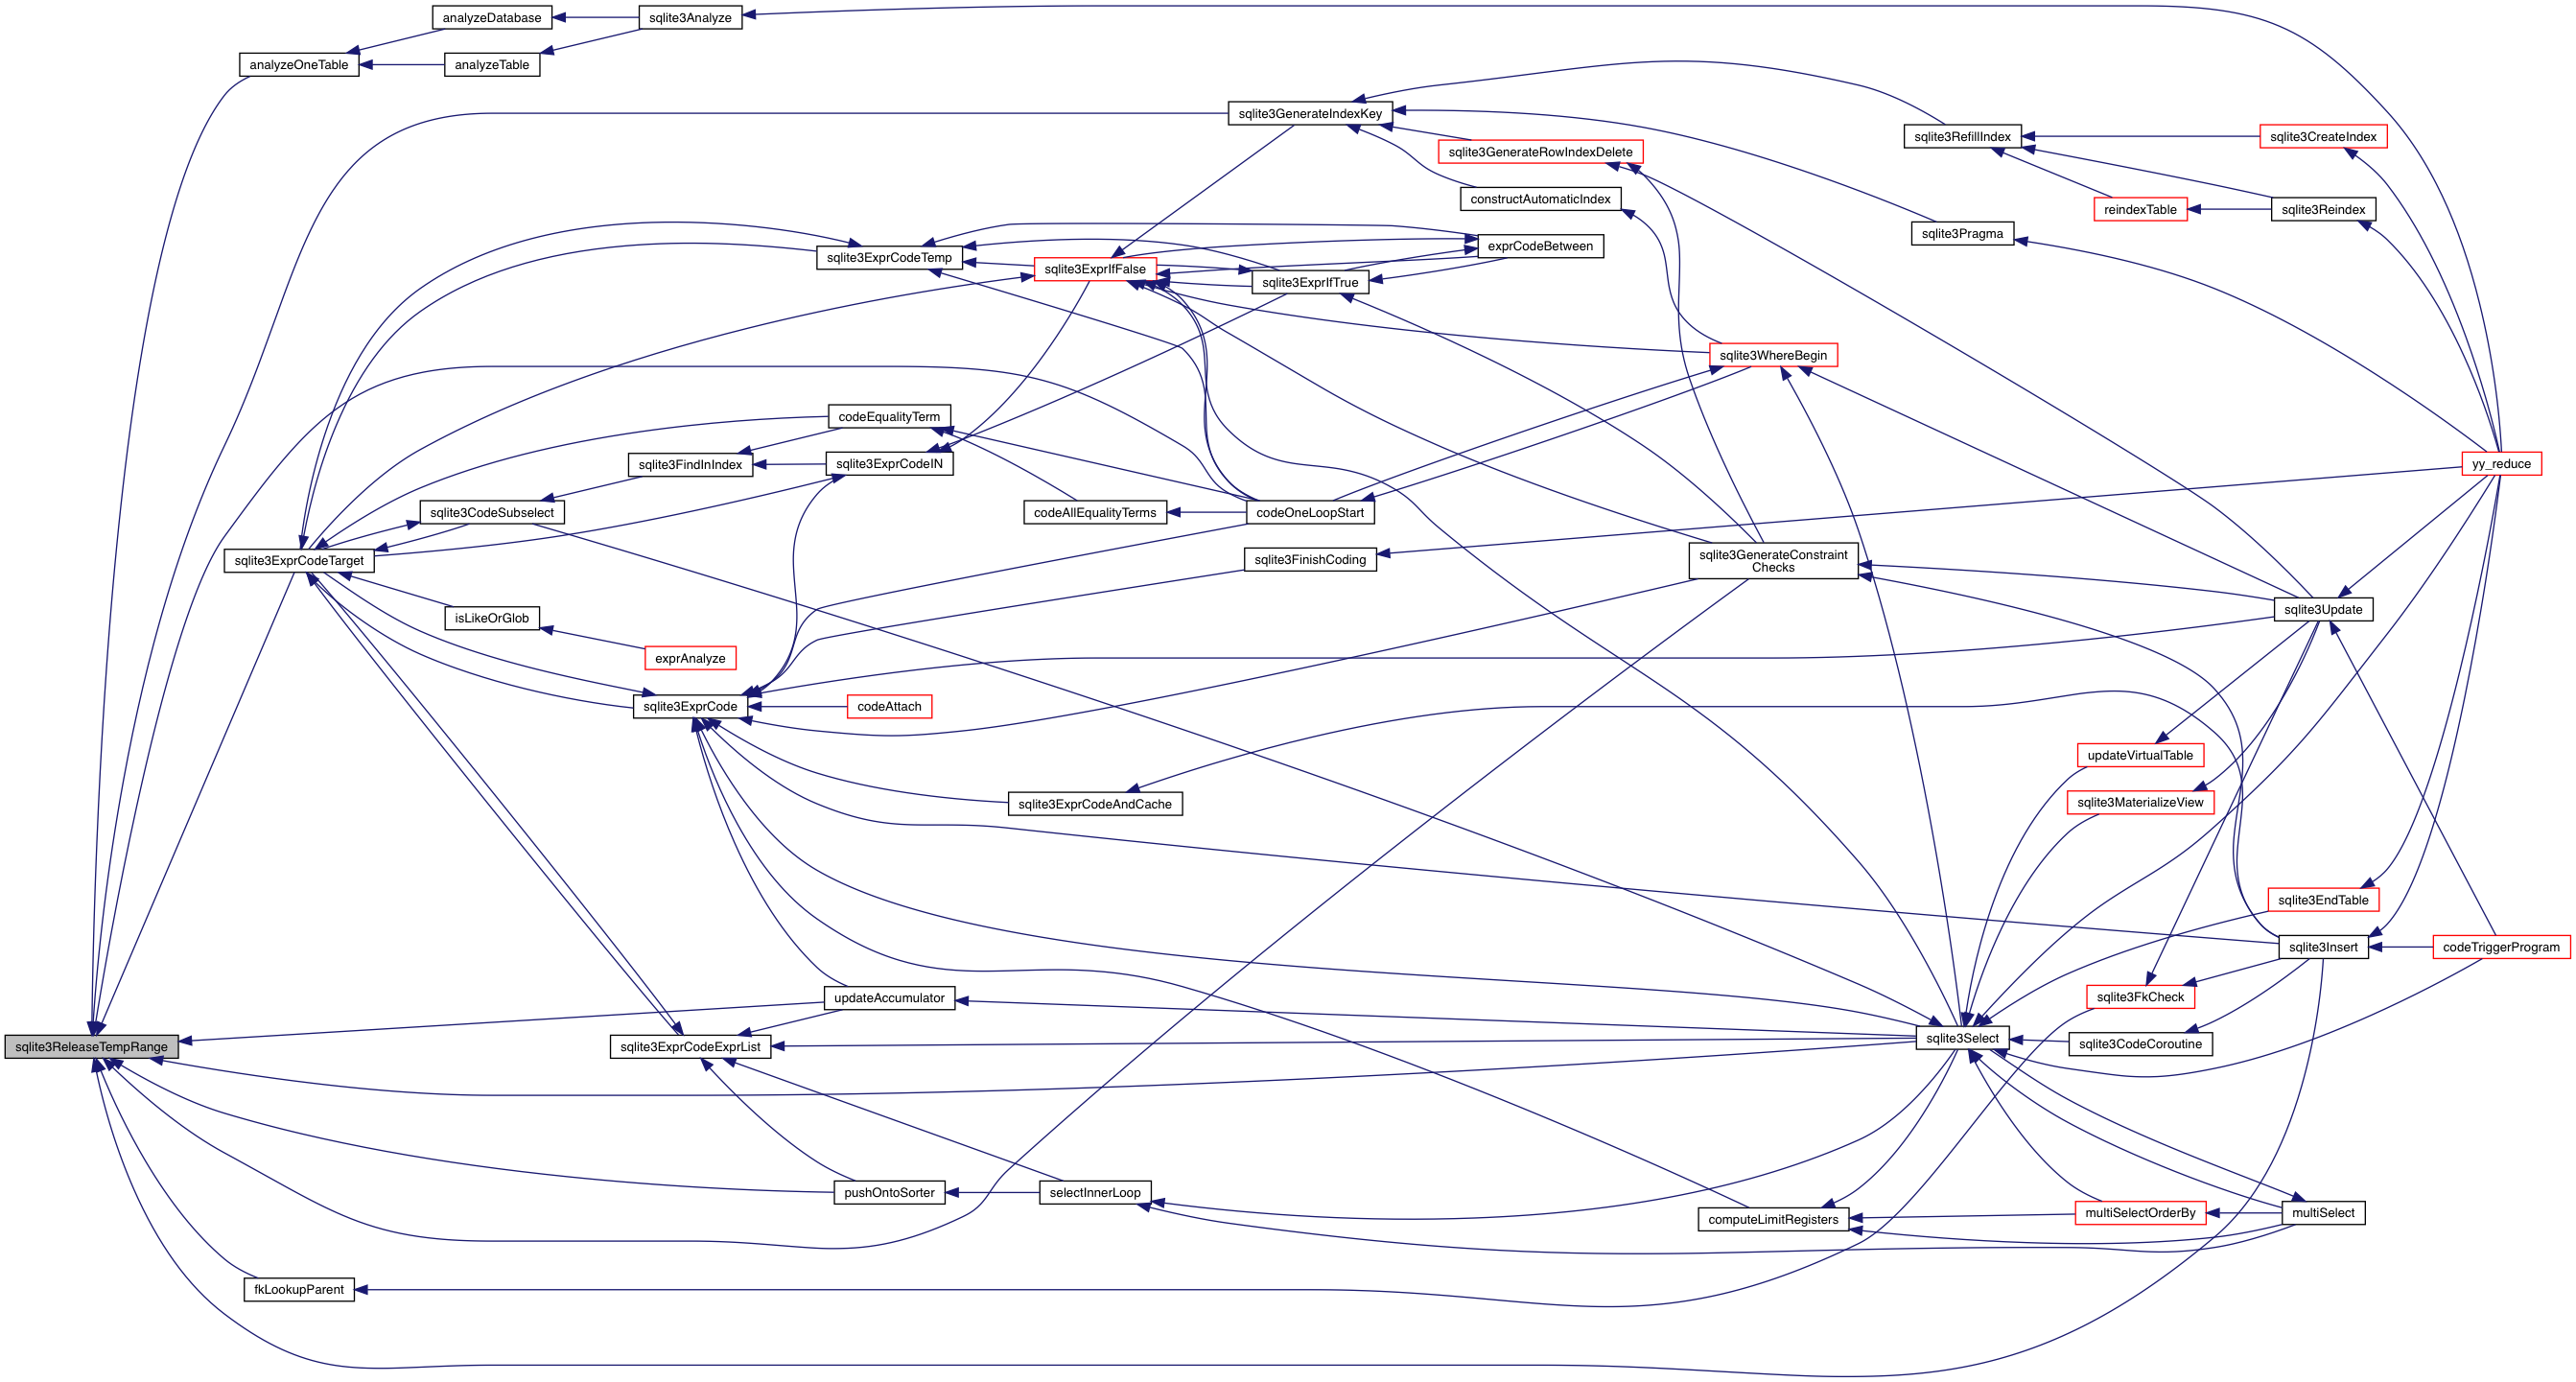 analyzeDatabase
sqlite3Analyze
analyzeOneTable
analyzeTable
sqlite3GenerateIndexKey
sqlite3RefillIndex
sqlite3CreateIndex
sqlite3GenerateRowIndexDelete
constructAutomaticIndex
reindexTable
sqlite3Reindex
sqlite3Pragma
exprCodeBetween
sqlite3ExprCodeTemp
sqlite3ExprIfFalse
sqlite3ExprIfTrue
sqlite3WhereBegin
codeEqualityTerm
sqlite3FindInIndex
sqlite3ExprCodeIN
yy_reduce
sqlite3CodeSubselect
codeAllEqualityTerms
codeOneLoopStart
sqlite3ExprCodeTarget
sqlite3FinishCoding
sqlite3GenerateConstraint
Checks
isLikeOrGlob
sqlite3Update
exprAnalyze
sqlite3ExprCode
codeAttach
updateVirtualTable
sqlite3ExprCodeAndCache
sqlite3MaterializeView
sqlite3EndTable
sqlite3Insert
codeTriggerProgram
updateAccumulator
sqlite3FkCheck
sqlite3ReleaseTempRange
sqlite3ExprCodeExprList
sqlite3Select
sqlite3CodeCoroutine
pushOntoSorter
selectInnerLoop
computeLimitRegisters
multiSelectOrderBy
multiSelect
fkLookupParent